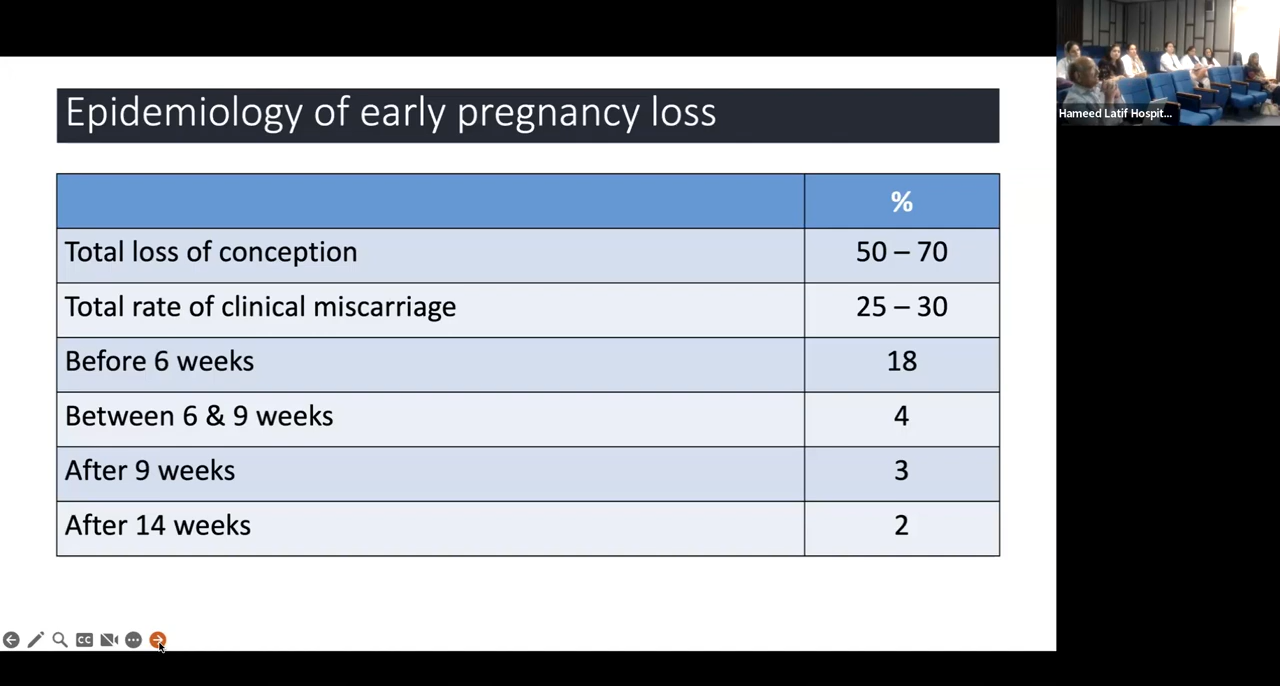 Epidemiology of early pregnancy loss
%
Total loss of conception 50 – 70
Total rate of clinical miscarriage 25 – 30
Before 6 weeks 18
Between 6 & 9 weeks 4
After 9 weeks 3
After 14 weeks 2
Hameed Latif Hospit...
CC